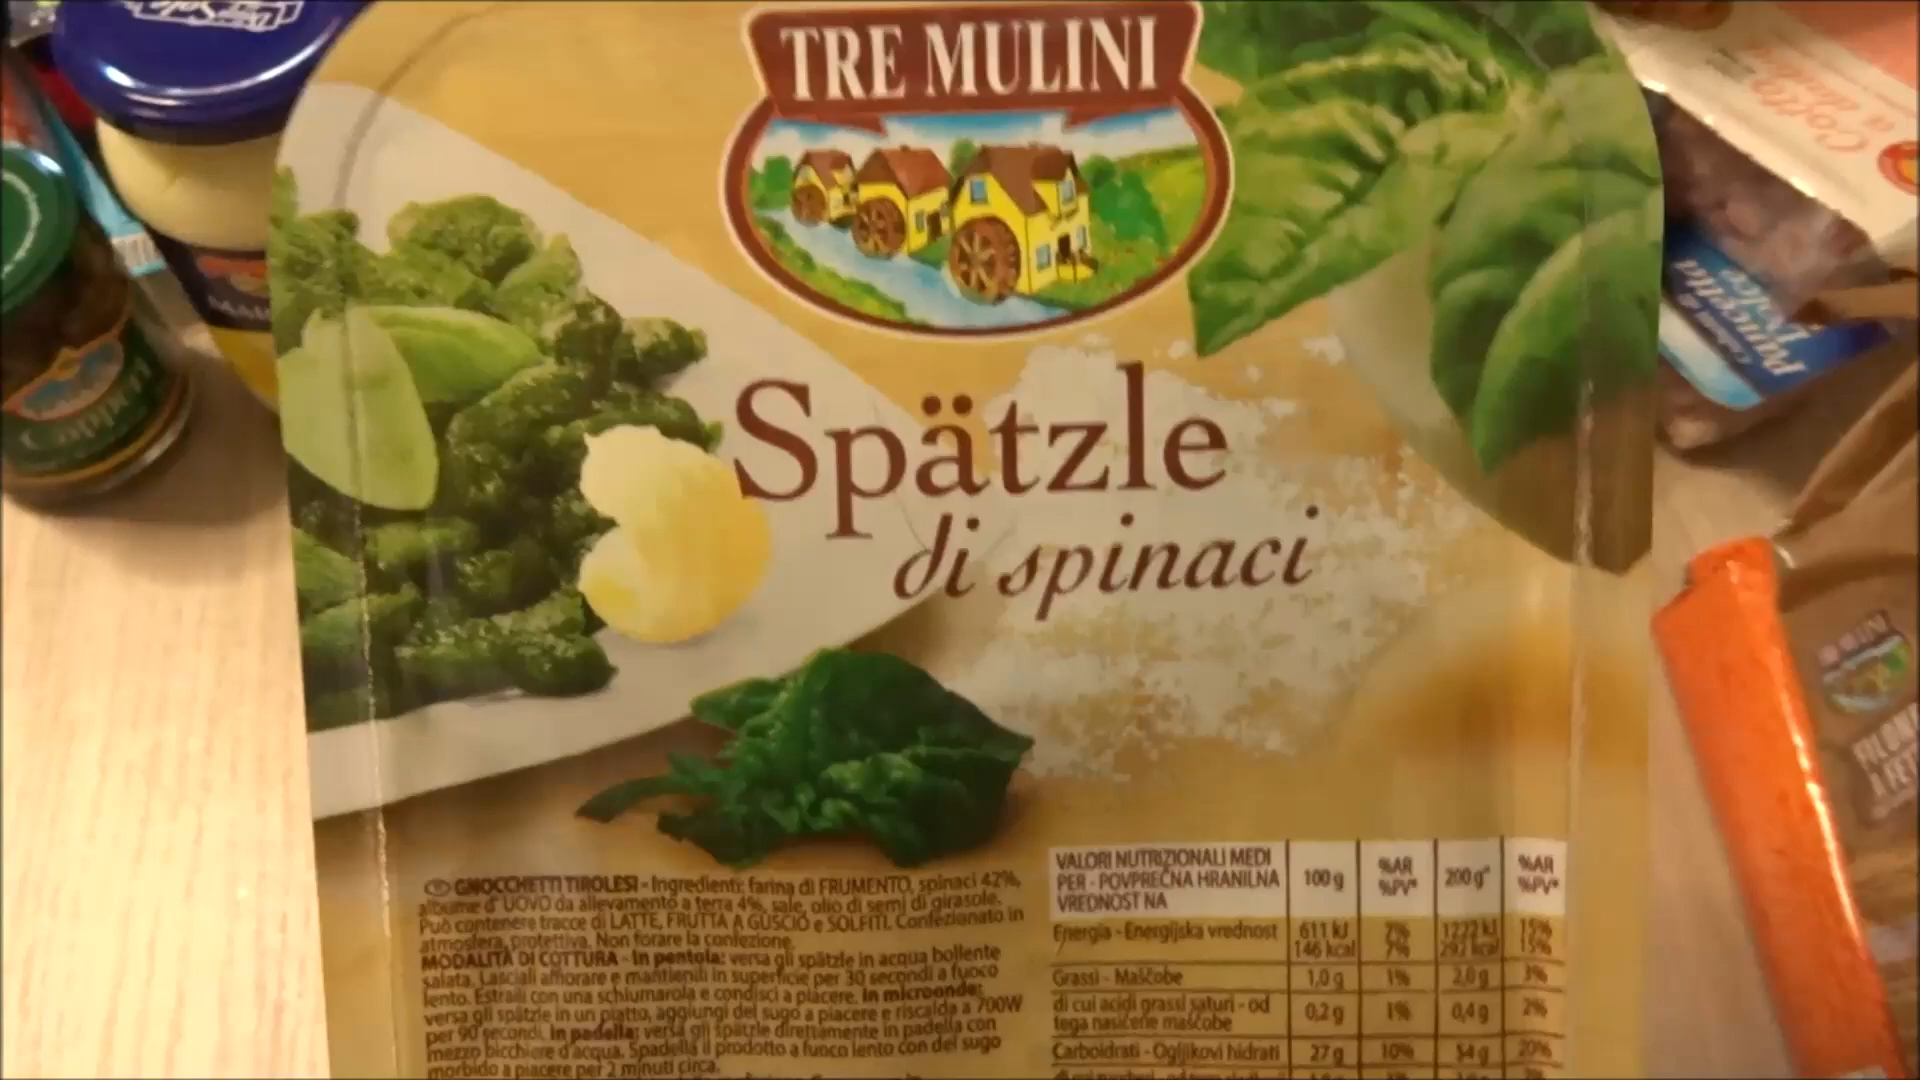 TRE MULINI
Spätzle
di spinaci
GNOCCHETTI TIROLESI - Ingredienti: farina di FRUMENTO, spinaci 42%,
albume d'UOVO da allevamento a terra 4%, sale, olio di semi di girasole.
Può contenere tracce di LATTE, FRUTTA A GUSCIO e SOLFITI. Confezionato in
atmosfera protettiva. Non forare la confezione.
MODALITÀ DI COTTURA - In pentola: versa gli spätzle in acqua bollente
salata. Lasciali affiorare e mantienili in superficie per 30 secondi a fuoco
lento. Estraili con una schiumarola e condisci a piacere. In microonde:
versa gli spätzle in un piatto, aggiungi del sugo a piacere e riscalda a 700W
per 90 secondi. In padella: versa gli spätzle direttamente in padella con
mezzo bicchiere d'acqua. Spadella il prodotto a fuoco lento con del sugo
morbido a piacere per 2 minuti circa.
VALORI NUTRIZIONALI MEDI
PER - POVPREČNA HRANILNA
VREDNOST NA
100 g %AR %PV* 200 g** %AR %PV*
Energia - Energijska vrednost 611 kJ 7% 1222 kJ 15%
146 kcal 7% 292 kcal 15%
Grassi - Maščobe 1,0 g 1% 2,0 g 3%
di cui acidi grassi saturi - od
tega nasičene maščobe 0,2 g 1% 0,4 g 2%
Carboidrati - Ogljikovi hidrati 27 g 10% 54 g 20%
Capperi
Cotto
Pancetta
Dolce